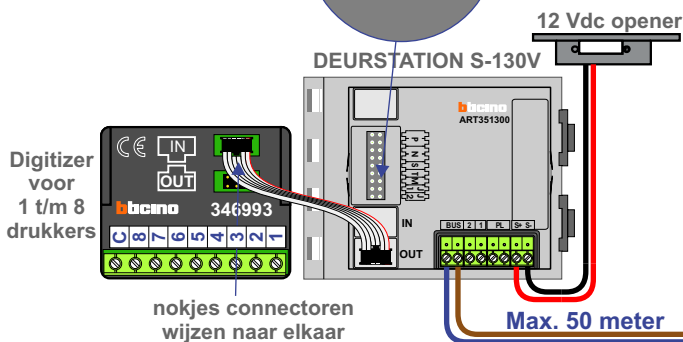 12 Vdc opener
DEURSTATION S-130V
bticino
ART351300
P N S T M J1 J2
IN
OUT
BUS 2 1 PL S+ S-
CE IN
OUT
bticino 346993
C 8 7 6 5 4 3 2 1
Digitizer
voor
1 t/m 8
drukkers
nokjes connectoren
wijzen naar elkaar
Max. 50 meter